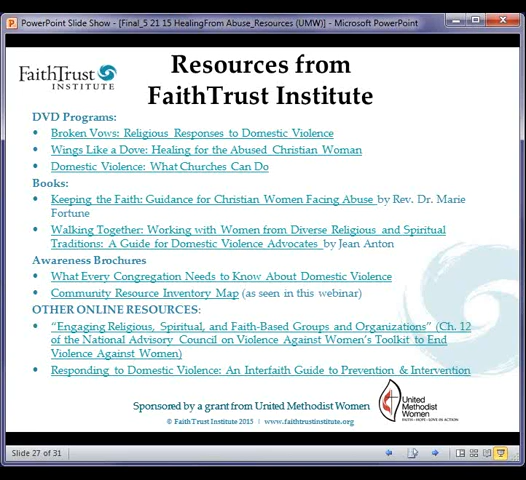 PowerPoint Slide Show - [Final_5 21 15 HealingFrom Abuse_Resources (UMW)] - Microsoft PowerPoint
FaithTrust
INSTITUTE
Resources from
FaithTrust Institute
DVD Programs:
• Broken Vows: Religious Responses to Domestic Violence
• Wings Like a Dove: Healing for the Abused Christian Woman
• Domestic Violence: What Churches Can Do
Books:
• Keeping the Faith: Guidance for Christian Women Facing Abuse by Rev. Dr. Marie
Fortune
• Walking Together: Working with Women from Diverse Religious and Spiritual
Traditions: A Guide for Domestic Violence Advocates by Jean Anton
Awareness Brochures
• What Every Congregation Needs to Know About Domestic Violence
• Community Resource Inventory Map (as seen in this webinar)
OTHER ONLINE RESOURCES:
• “Engaging Religious, Spiritual, and Faith-Based Groups and Organizations” (Ch. 12
of the National Advisory Council on Violence Against Women's Toolkit to End
Violence Against Women)
• Responding to Domestic Violence: An Interfaith Guide to Prevention & Intervention
Sponsored by a grant from United Methodist Women
United
Methodist
Women
FAITH • HOPE • LOVE IN ACTION
© FaithTrust Institute 2015 | www.faithtrustinstitute.org
Slide 27 of 31